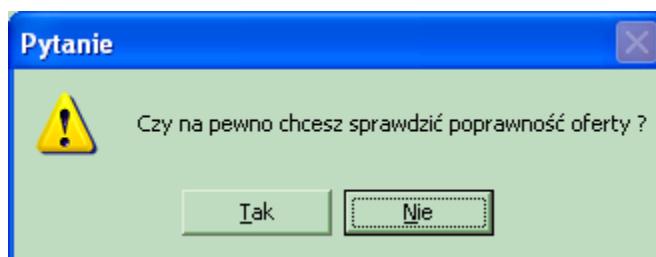 Pytanie
Czy na pewno chcesz sprawdzić poprawność oferty ?
Tak Nie